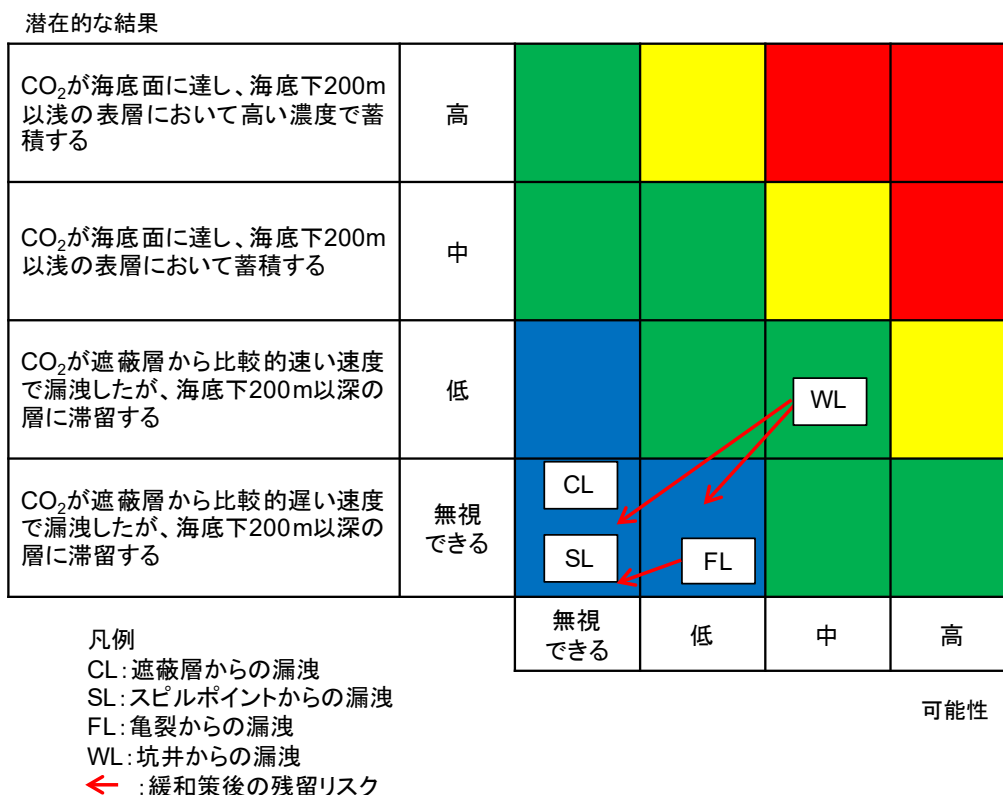 潜在的な結果
CO₂が海底面に達し、海底下200m
以浅の表層において高い濃度で蓄
積する
高
CO₂が海底面に達し、海底下200m
以浅の表層において蓄積する
中
CO₂が遮蔽層から比較的速い速度
で漏洩したが、海底下200m以深の
層に滞留する
低
WL
CO₂が遮蔽層から比較的遅い速度
で漏洩したが、海底下200m以深の
層に滞留する
無視
できる
CL
SL
FL
無視
できる
低
中
高
可能性
凡例
CL:遮蔽層からの漏洩
SL:スピルポイントからの漏洩
FL:亀裂からの漏洩
WL:坑井からの漏洩
:緩和策後の残留リスク